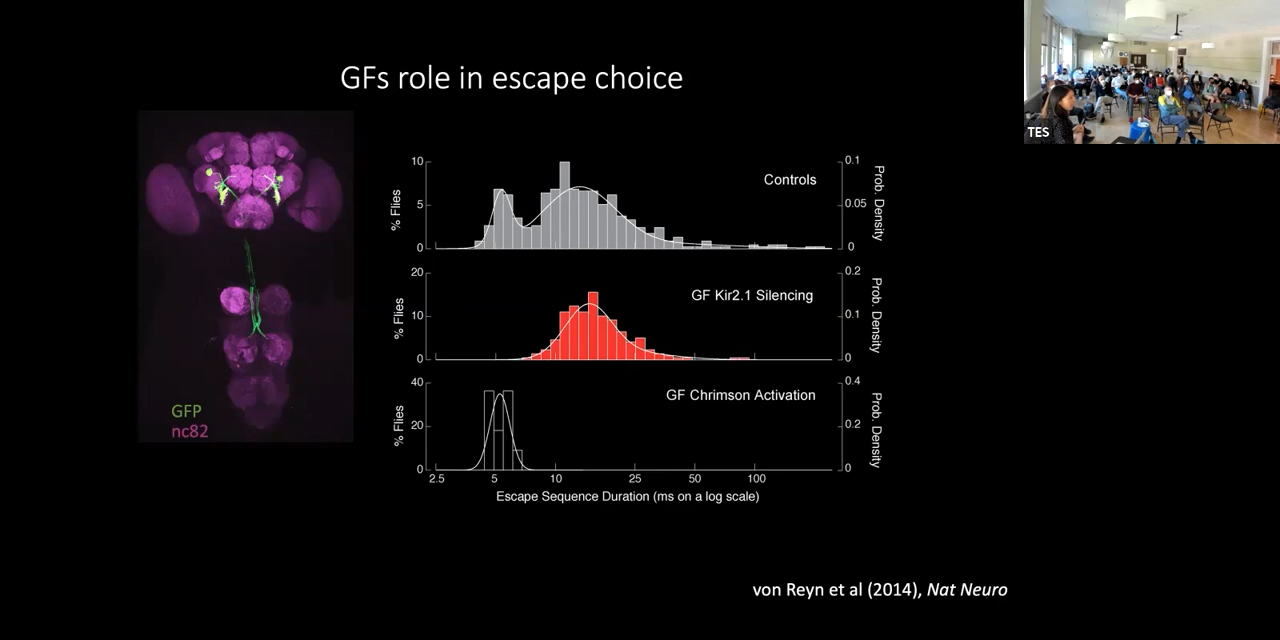 GFs role in escape choice
TES
GFP
nc82
Controls
% Flies
10
5
0
0.1
0.05
0
Prob. Density
GF Kir2.1 Silencing
% Flies
20
10
0
0.2
0.1
0
Prob. Density
GF Chrimson Activation
% Flies
40
20
0
0.4
0.2
0
Prob. Density
2.5 5 10 25 50 100
Escape Sequence Duration (ms on a log scale)
von Reyn et al (2014), Nat Neuro